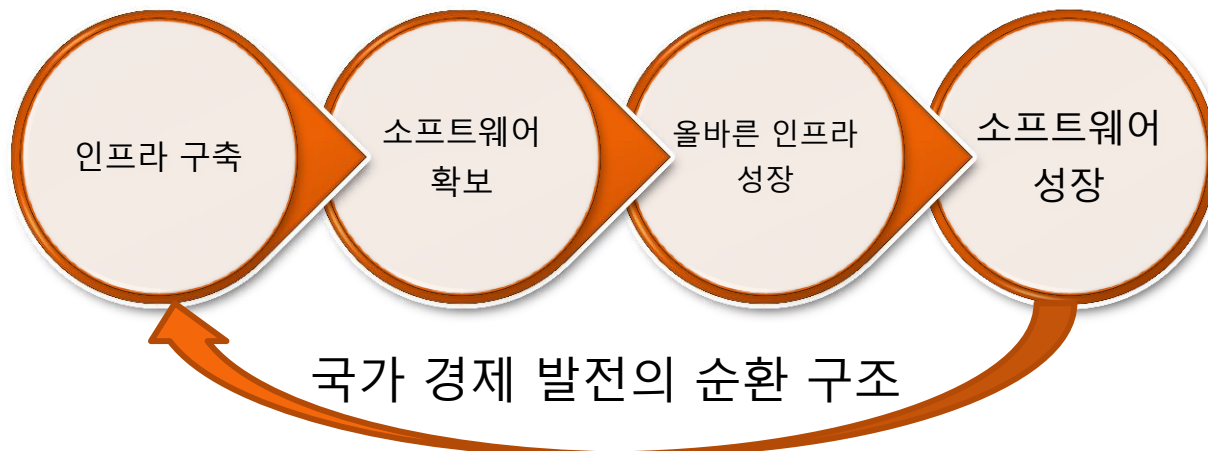 인프라 구축
소프트웨어
확보
올바른 인프라
성장
소프트웨어
성장
국가 경제 발전의 순환 구조